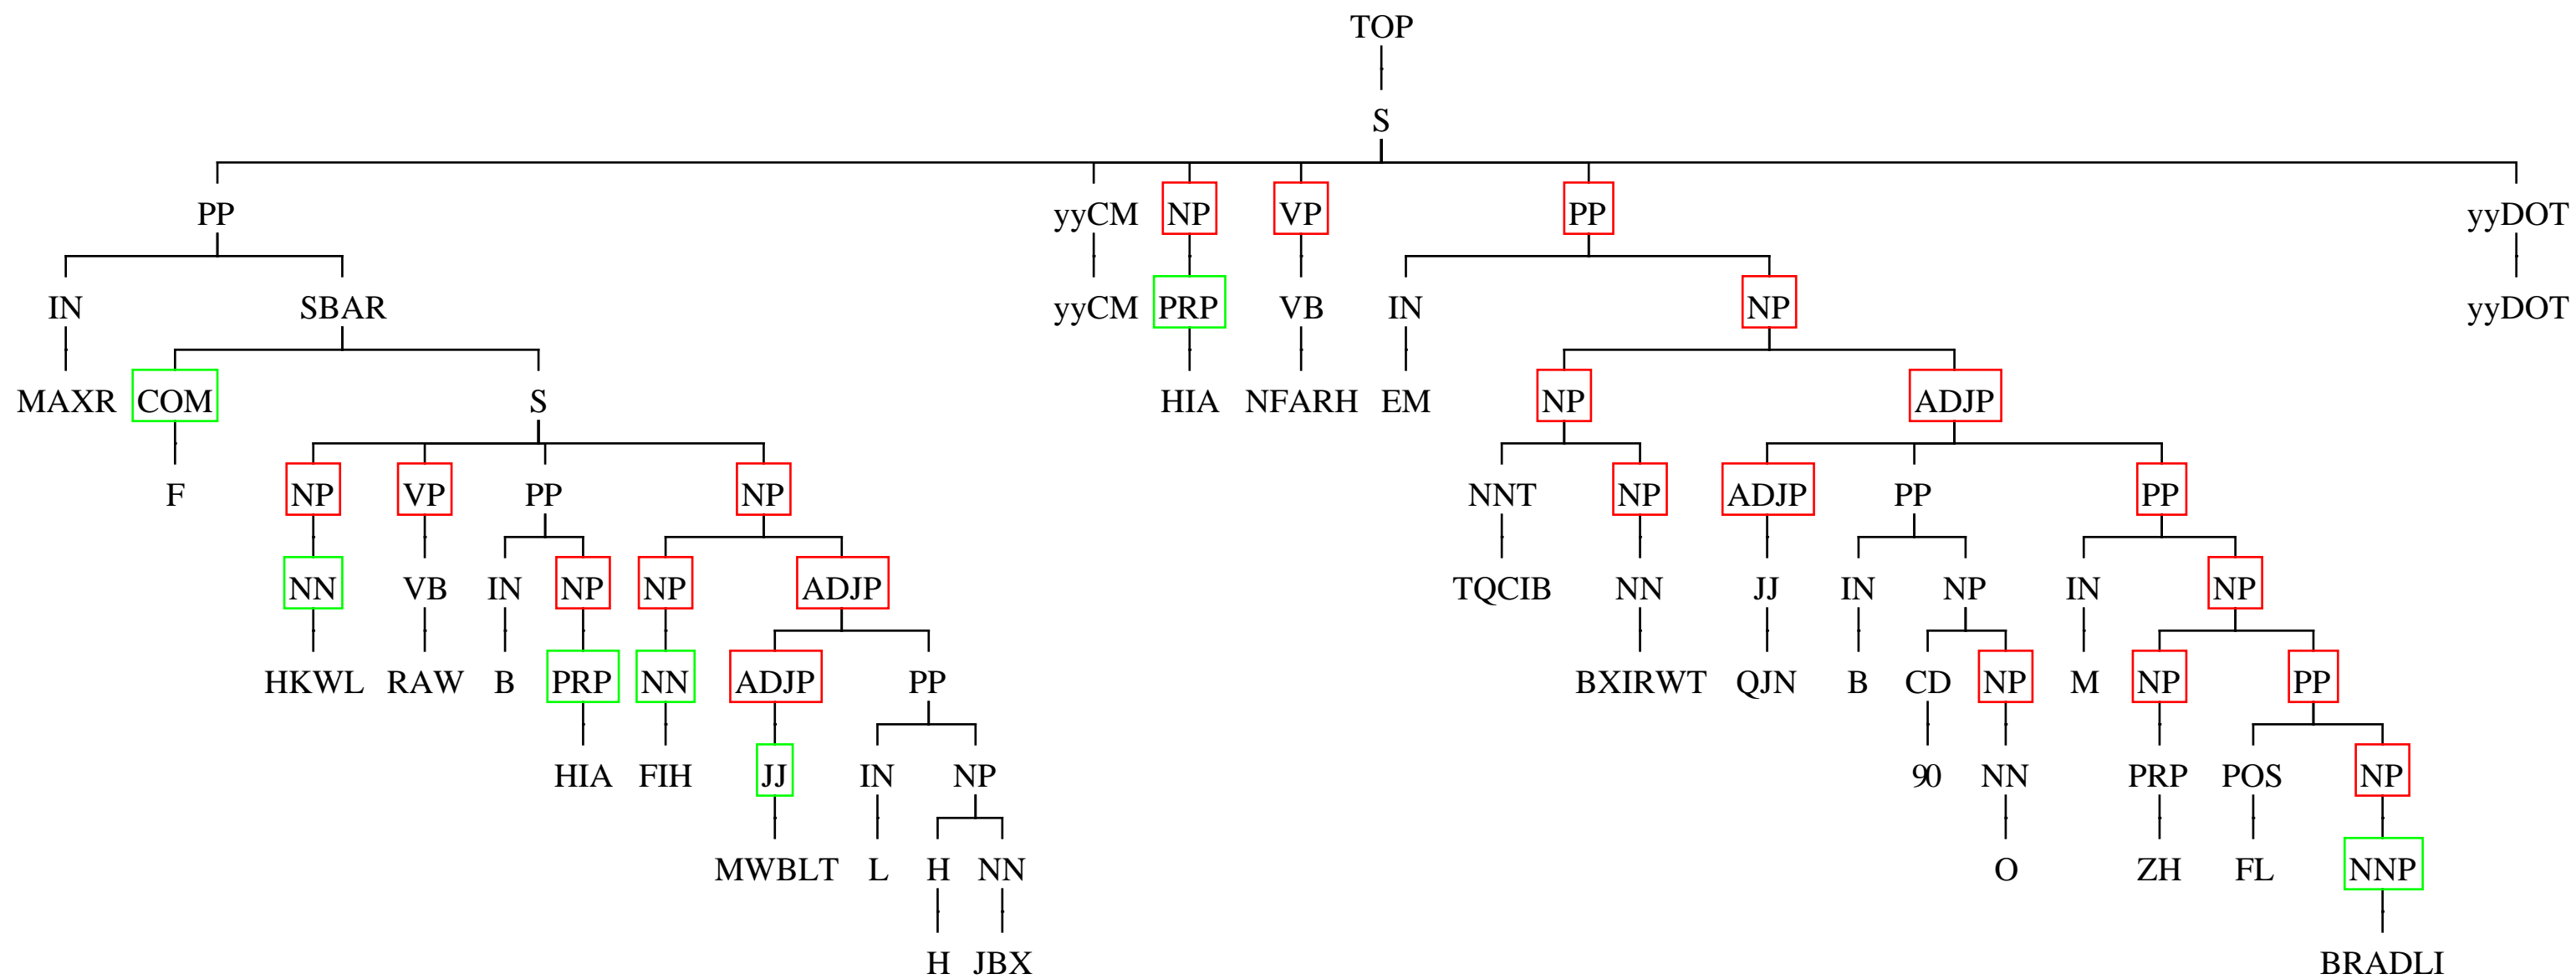 TOP
S
PP yyCM NP VP PP yyDOT
IN SBAR yyCM PRP VB IN NP yyDOT
MAXR COM S HIA NFARH EM NP ADJP
F NP VP PP NP NNT NP ADJP PP PP
NN VB IN NP NP ADJP TQCIB NN JJ IN NP IN NP
HKWL RAW B PRP NN ADJP PP BXIRWT QJN B CD NP M NP PP
HIA FIH JJ IN NP 90 NN PRP POS NP
MWBLT L H NN O ZH FL NNP
H JBX BRADLI